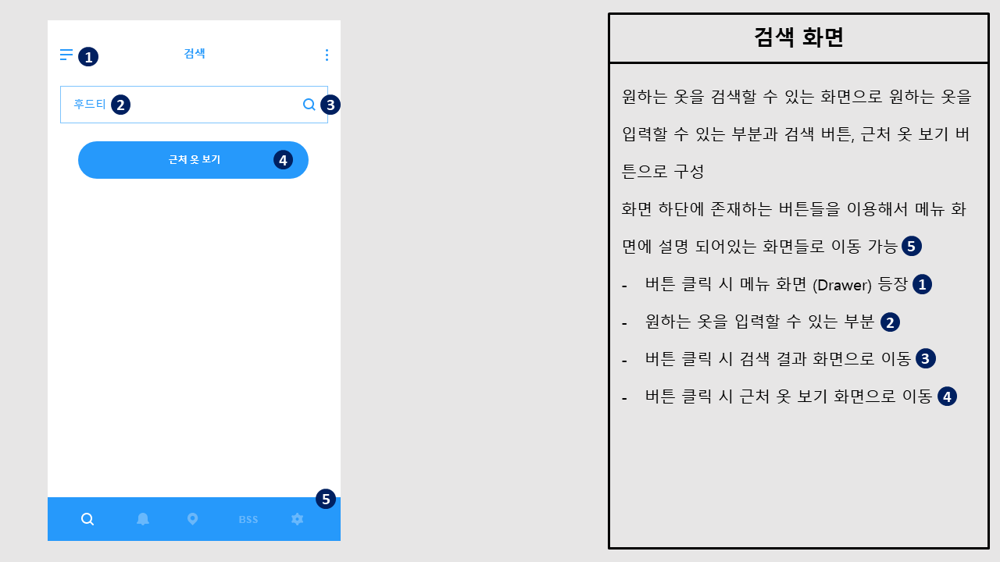 1
검색
후드티 2
3
근처 옷 보기 4
5
BSS
검색 화면
원하는 옷을 검색할 수 있는 화면으로 원하는 옷을
입력할 수 있는 부분과 검색 버튼, 근처 옷 보기 버
튼으로 구성
화면 하단에 존재하는 버튼들을 이용해서 메뉴 화
면에 설명 되어있는 화면들로 이동 가능 5
- 버튼 클릭 시 메뉴 화면 (Drawer) 등장 1
- 원하는 옷을 입력할 수 있는 부분 2
- 버튼 클릭 시 검색 결과 화면으로 이동 3
- 버튼 클릭 시 근처 옷 보기 화면으로 이동 4